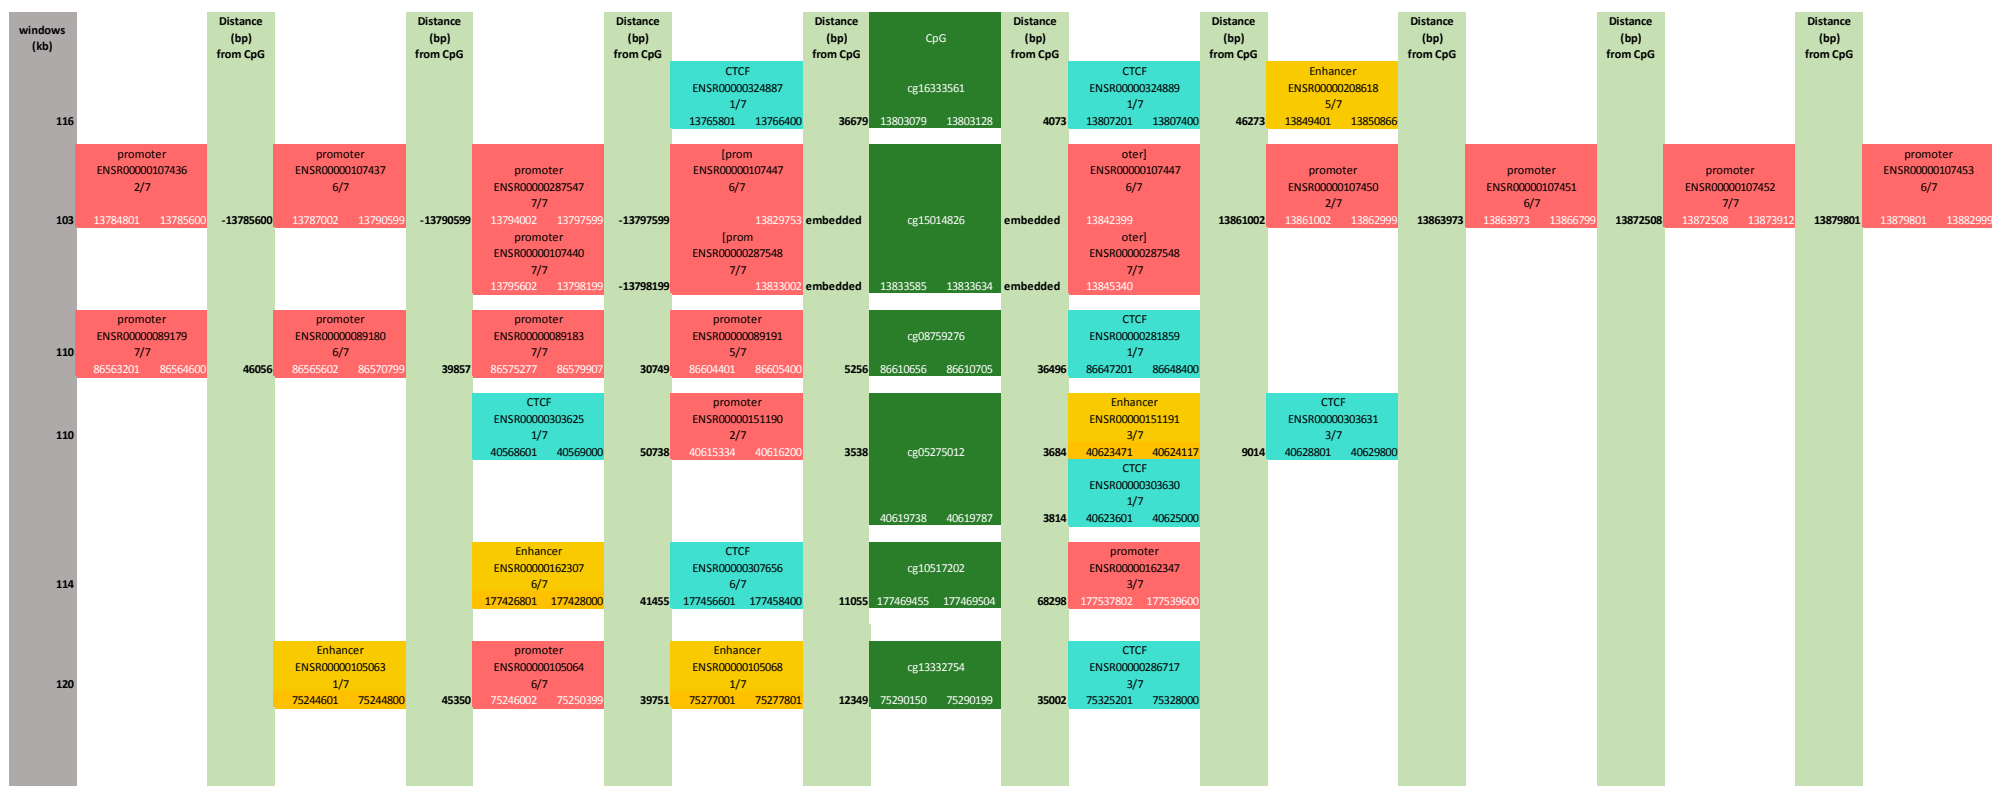 windows (kb) Distance (bp) from CpG Distance (bp) from CpG Distance (bp) from CpG Distance (bp) from CpG CpG Distance (bp) from CpG Distance (bp) from CpG Distance (bp) from CpG Distance (bp) from CpG Distance (bp) from CpG
CTCF CTCF Enhancer
ENSR00000324887 cg16333561 ENSR00000324889 ENSR00000208618
1/7 1/7 5/7
116 13765801 13766400 36679 13803079 13803128 4073 13807201 13807400 46273 13849401 13850866
promoter promoter promoter [prom oter] promoter promoter promoter promoter
ENSR00000107436 ENSR00000107437 ENSR00000287547 ENSR00000107447 ENSR00000107447 ENSR00000107450 ENSR00000107451 ENSR00000107452 ENSR00000107453
2/7 6/7 7/7 6/7 6/7 2/7 6/7 7/7 6/7
103 13784801 13785600 -13785600 13787002 13790599 -13790599 13794002 13797599 -13797599 13829753 embedded cg15014826 embedded 13842399 13861002 13861002 13862999 13863973 13863973 13866799 13872508 13872508 13873912 13879801 13879801 13882999
promoter [prom oter]
ENSR00000107440 ENSR00000287548 ENSR00000287548
7/7 7/7 7/7
13795602 13798199 -13798199 13833002 embedded 13833585 13833634 embedded 13845340
promoter promoter promoter promoter CTCF
ENSR00000089179 ENSR00000089180 ENSR00000089183 ENSR00000089191 cg08759276 ENSR00000281859
7/7 6/7 7/7 5/7 1/7
110 86563201 86564600 46056 86565602 86570799 39857 86575277 86579907 30749 86604401 86605400 5256 86610656 86610705 36496 86647201 86648400
CTCF promoter Enhancer CTCF
ENSR00000303625 ENSR00000151190 ENSR00000151191 ENSR00000303631
1/7 2/7 3/7 3/7
110 40568601 40569000 50738 40615334 40616200 3538 cg05275012 3684 40623471 40624117 9014 40628801 40629800
CTCF
ENSR00000303630
1/7
40619738 40619787 3814 40623601 40625000
Enhancer CTCF promoter
ENSR00000162307 ENSR00000307656 cg10517202 ENSR00000162347
6/7 6/7 3/7
114 177426801 177428000 41455 177456601 177458400 11055 177469455 177469504 68298 177537802 177539600
Enhancer promoter Enhancer CTCF
ENSR00000105063 ENSR00000105064 ENSR00000105068 cg13332754 ENSR00000286717
1/7 6/7 1/7 3/7
120 75244601 75244800 45350 75246002 75250399 39751 75277001 75277801 12349 75290150 75290199 35002 75325201 75328000